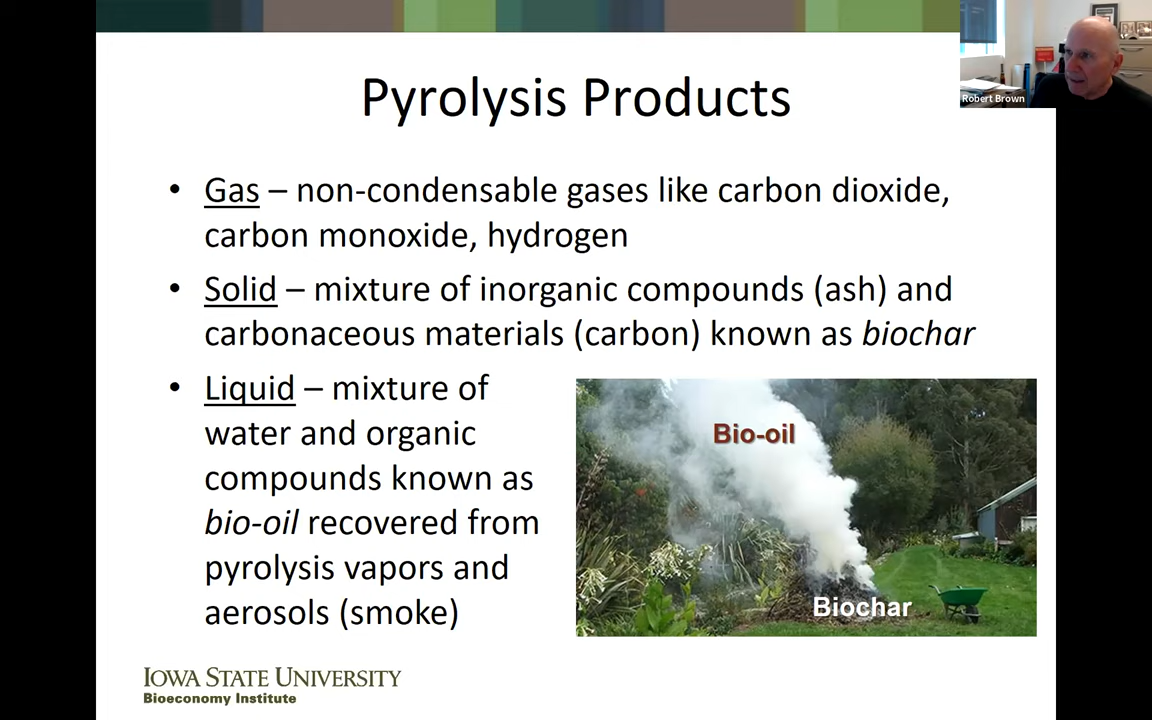 Pyrolysis Products
Robert Brown
• Gas – non-condensable gases like carbon dioxide,
carbon monoxide, hydrogen
• Solid – mixture of inorganic compounds (ash) and
carbonaceous materials (carbon) known as biochar
• Liquid – mixture of
water and organic
compounds known as
bio-oil recovered from
pyrolysis vapors and
aerosols (smoke)
Bio-oil
Biochar
IOWA STATE UNIVERSITY
Bioeconomy Institute